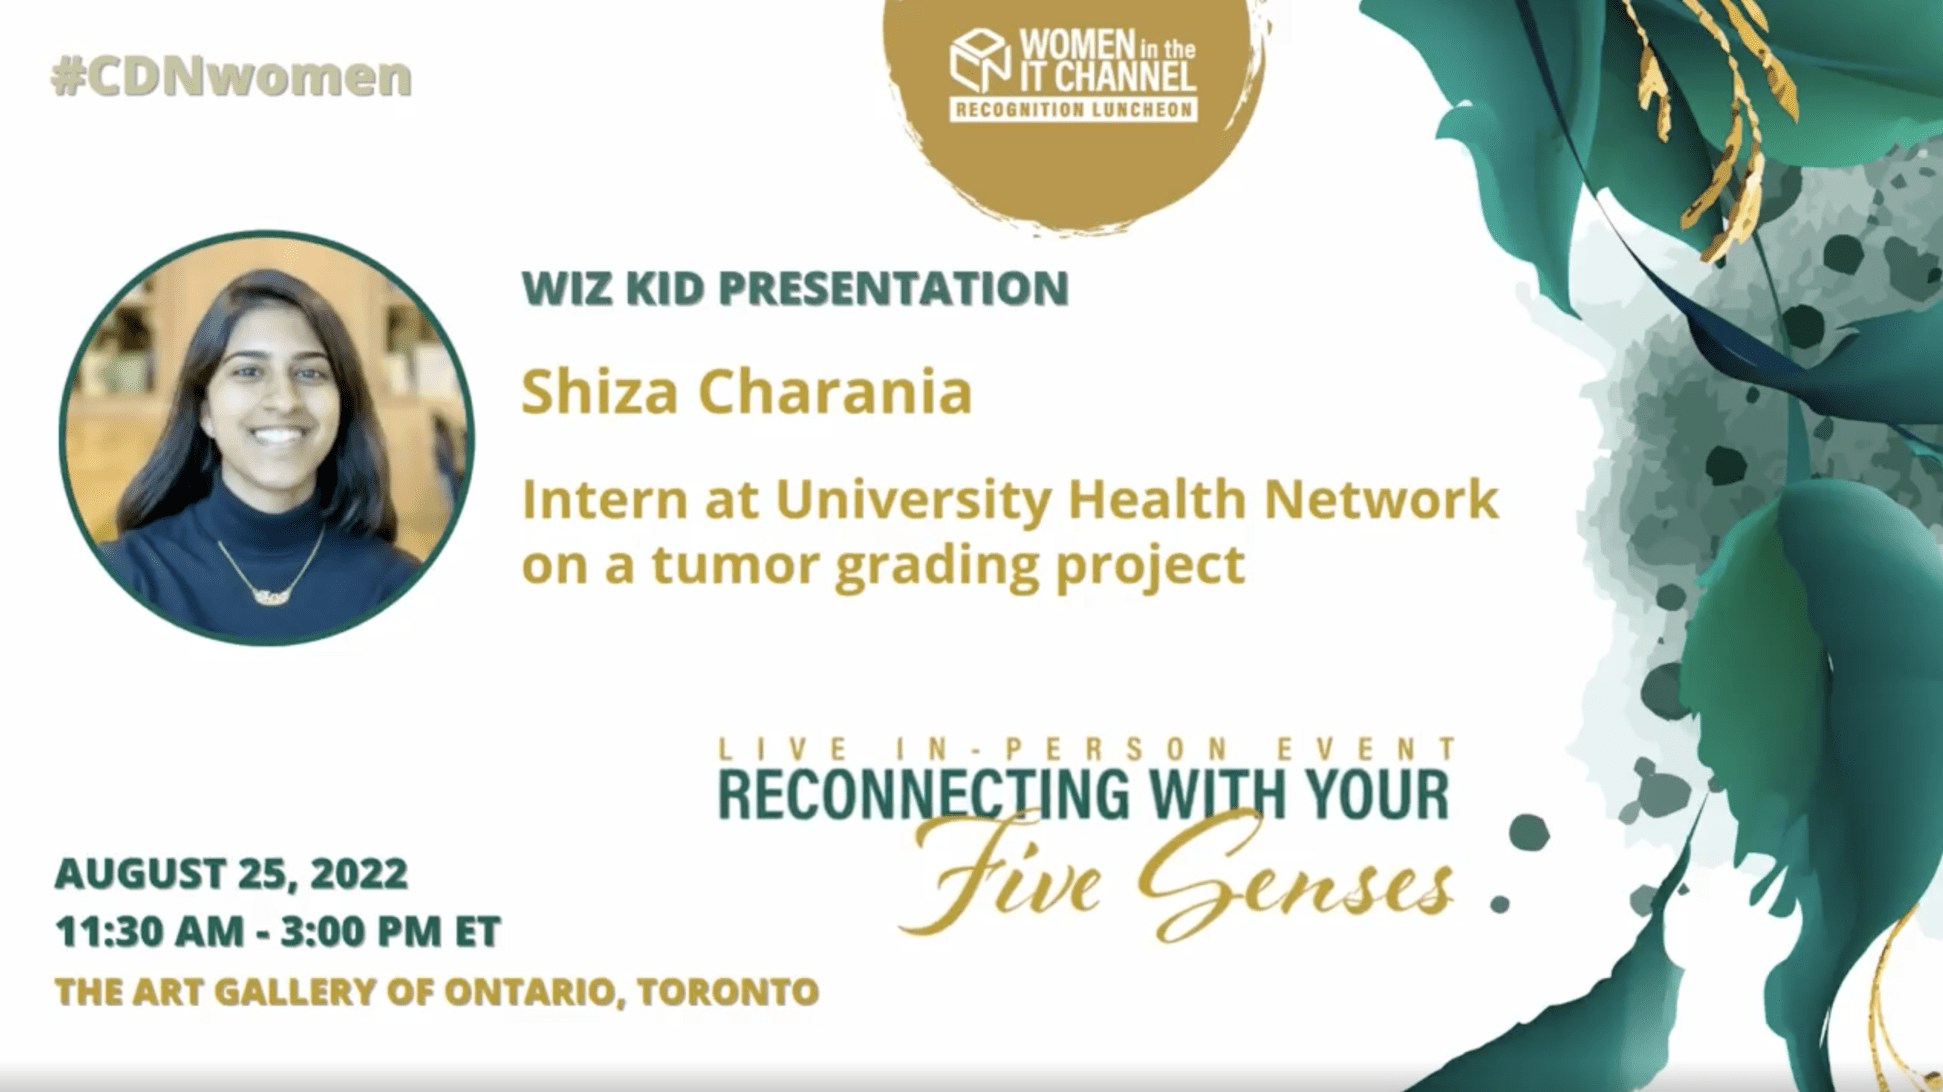 #CDNwomen
WOMEN in the
IT CHANNEL
RECOGNITION LUNCHEON
WIZ KID PRESENTATION
Shiza Charania
Intern at University Health Network
on a tumor grading project
LIVE IN-PERSON EVENT
RECONNECTING WITH YOUR
Five Senses
AUGUST 25, 2022
11:30 AM - 3:00 PM ET
THE ART GALLERY OF ONTARIO, TORONTO